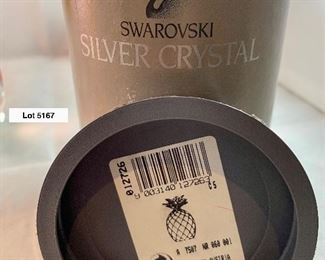 SWAROVSKI
SILVER CRYSTAL
Lot 5167
012726
9 003140 127263
A 7507 NR 060 001